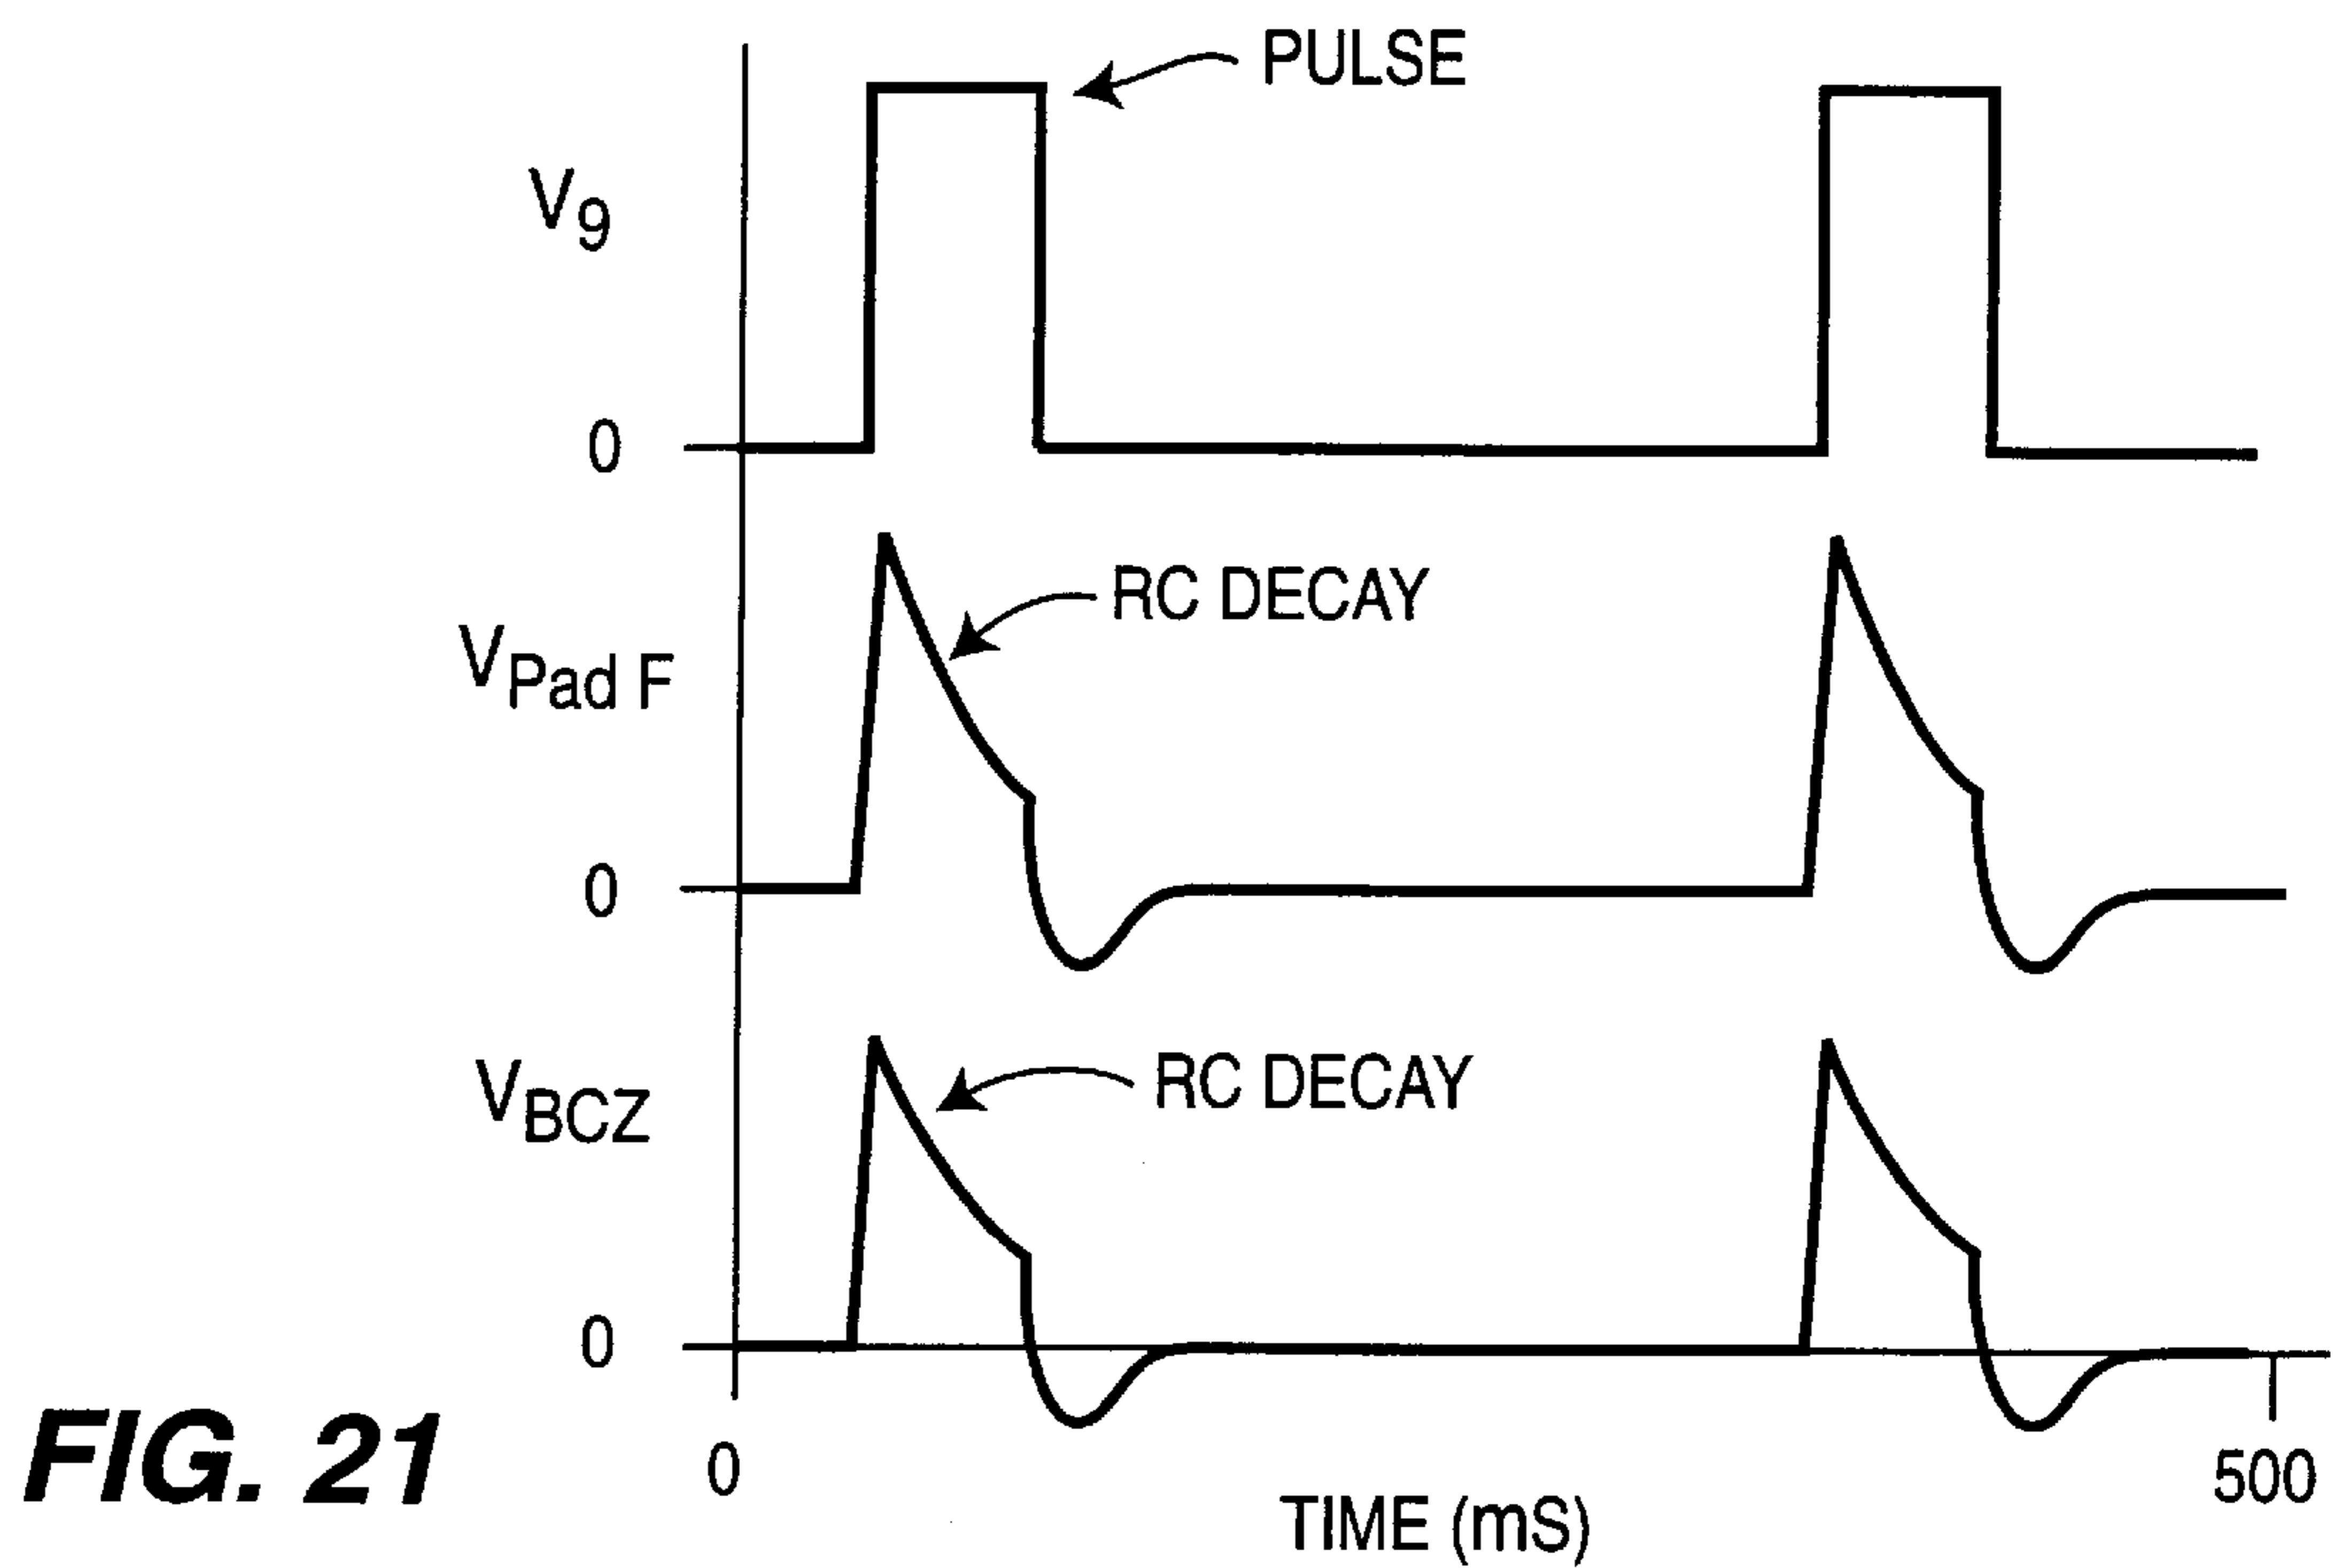 PULSE
V9
0
RC DECAY
VPad F
0
RC DECAY
VBCZ
0
0
500
TIME (mS)
FIG. 21